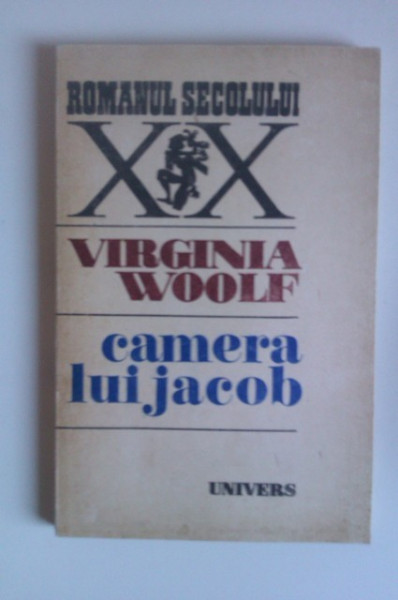 ROMANUL SECOLULUI
XX
VIRGINIA
WOOLF
camera
lui jacob
UNIVERS